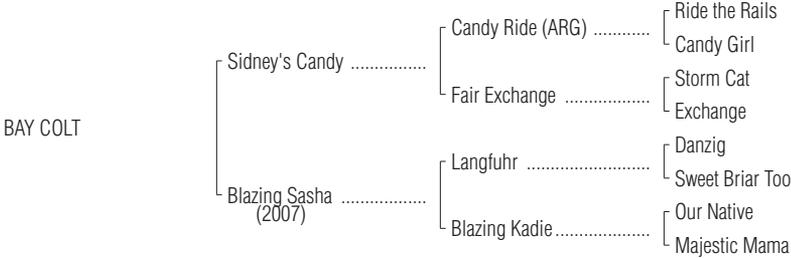 Ride the Rails
Candy Ride (ARG) ............
Candy Girl
Sidney's Candy ................
Storm Cat
Fair Exchange ..................
Exchange
BAY COLT
Danzig
Langfuhr ..........................
Sweet Briar Too
Blazing Sasha ..................
(2007)
Our Native
Blazing Kadie....................
Majestic Mama